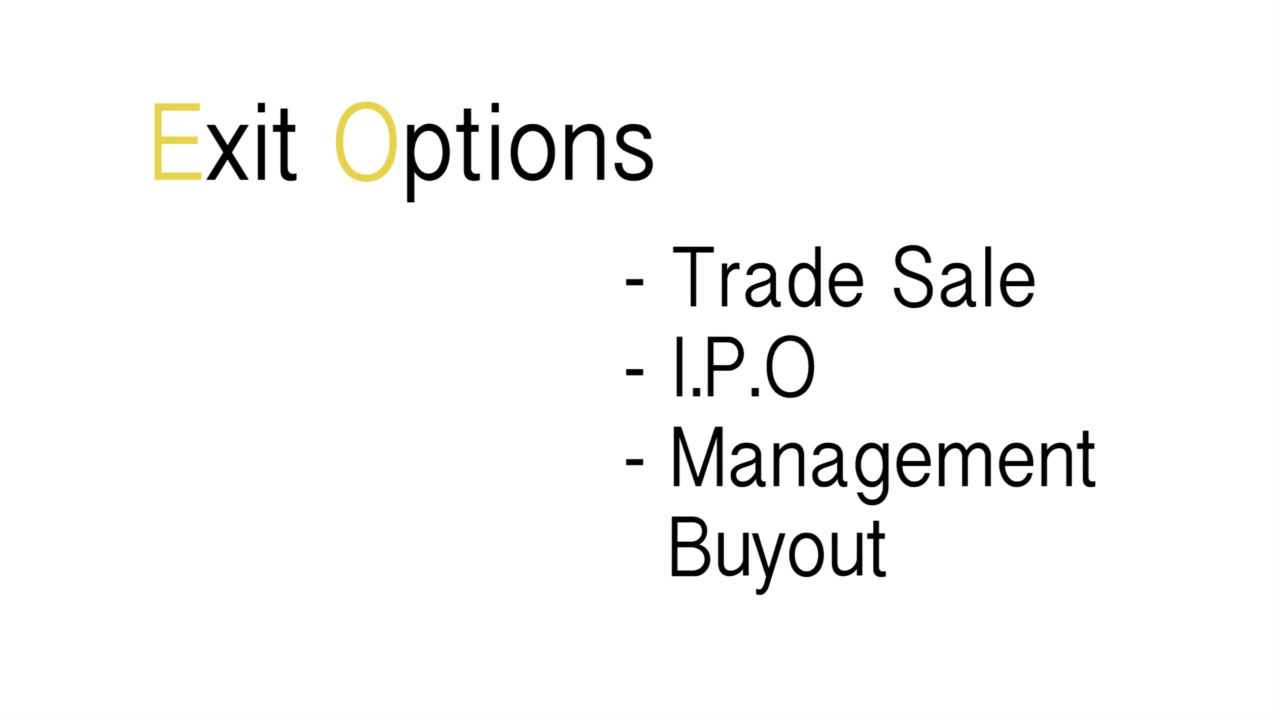 Exit Options
- Trade Sale
- I.P.O
- Management
Buyout